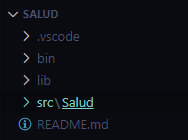 SALUD
.vscode
bin
lib
src\Salud
README.md